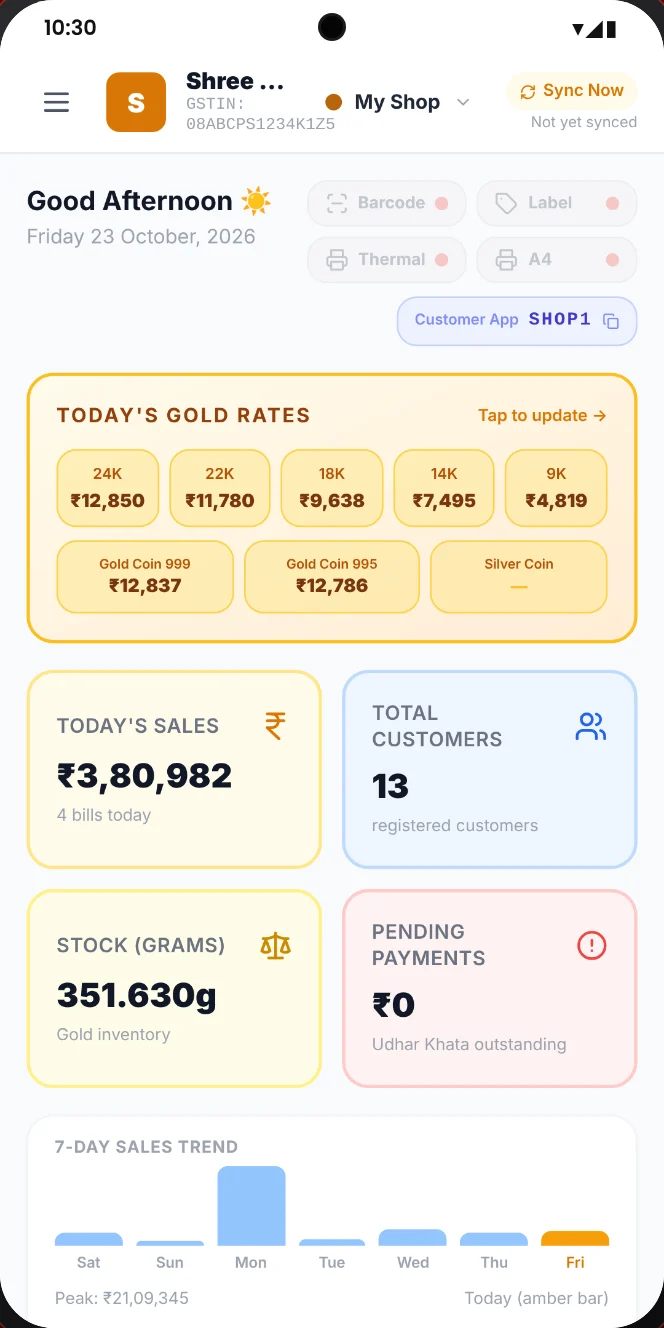 10:30
S
Shree ...
GSTIN:
08ABCPS1234K1Z5
My Shop
Sync Now
Not yet synced
Good Afternoon ☀️
Friday 23 October, 2026
Barcode
Label
Thermal
A4
Customer App SHOP1
TODAY'S GOLD RATES
Tap to update →
24K
₹12,850
22K
₹11,780
18K
₹9,638
14K
₹7,495
9K
₹4,819
Gold Coin 999
₹12,837
Gold Coin 995
₹12,786
Silver Coin
—
TODAY'S SALES
₹
₹3,80,982
4 bills today
TOTAL
CUSTOMERS
13
registered customers
STOCK (GRAMS)
351.630g
Gold inventory
PENDING
PAYMENTS
₹0
Udhar Khata outstanding
7-DAY SALES TREND
Sat Sun Mon Tue Wed Thu Fri
Peak: ₹21,09,345
Today (amber bar)